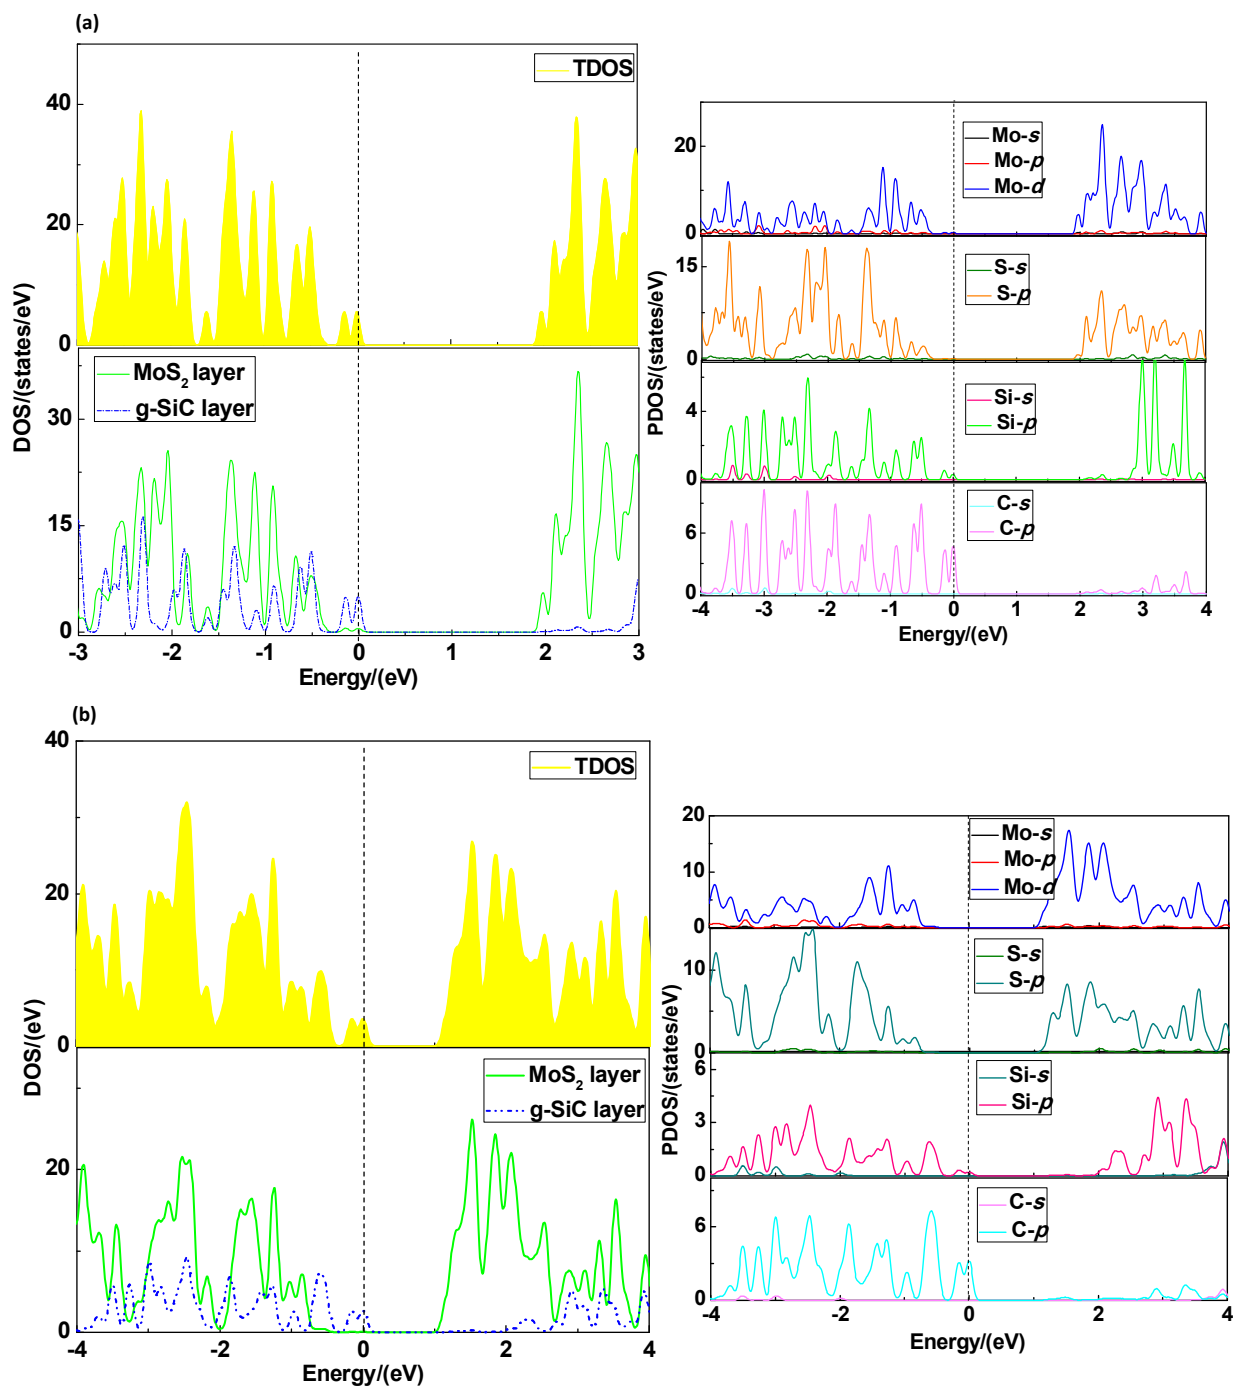 (a)
TDOS
40
20
0
DOS/(states/eV)
MoS2 layer
g-SiC layer
30
15
0
-3 -2 -1 0 1 2 3
Energy/(eV)
Mo-s
Mo-p
Mo-d
20
0
S-s
S-p
18
0
PDOS/(states/eV)
Si-s
Si-p
4
0
C-s
C-p
6
0
-4 -3 -2 -1 0 1 2 3 4
Energy/(eV)
(b)
40
TDOS
20
0
DOS/(eV)
MoS2 layer
g-SiC layer
20
0
-4 -2 0 2 4
Energy/(eV)
20
Mo-s
Mo-p
Mo-d
10
0
S-s
S-p
10
0
PDOS/(states/eV)
6
Si-s
Si-p
3
0
C-s
C-p
6
0
-4 -2 0 2 4
Energy/(eV)